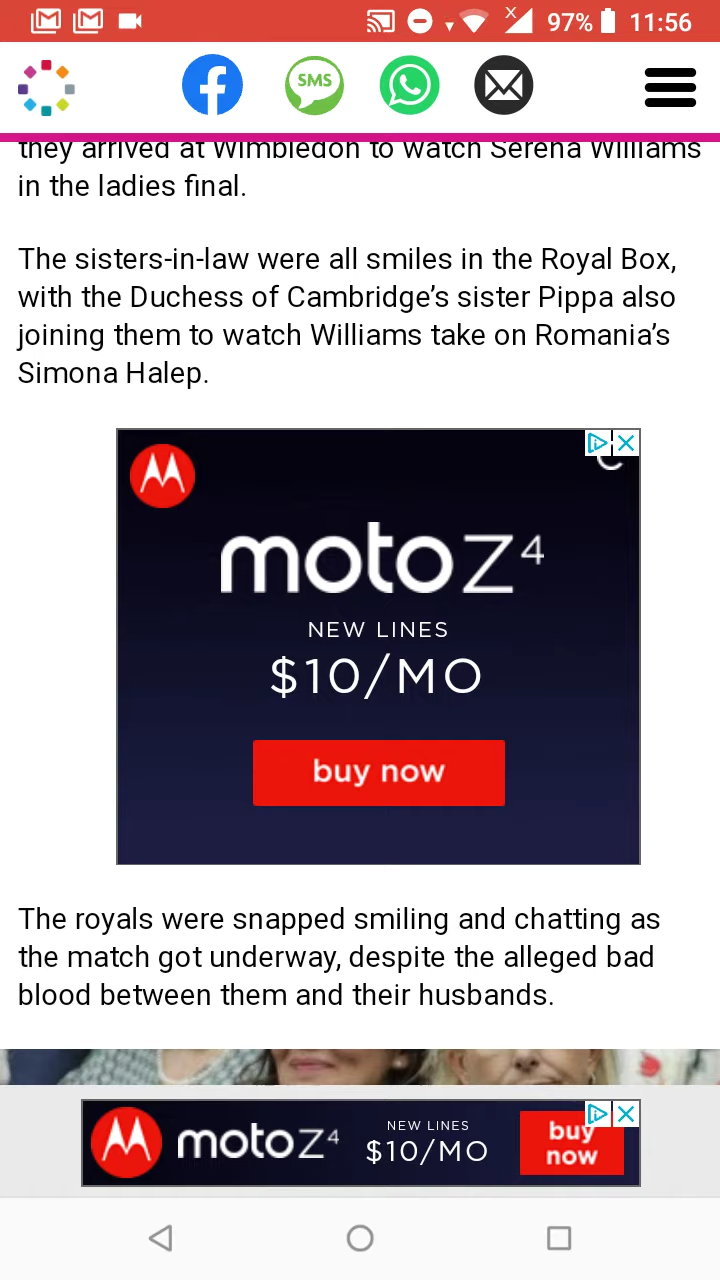 97% 11:56
SMS
they arrived at Wimbledon to watch Serena Williams
in the ladies final.
The sisters-in-law were all smiles in the Royal Box,
with the Duchess of Cambridge’s sister Pippa also
joining them to watch Williams take on Romania’s
Simona Halep.
moto z4
NEW LINES
$10/MO
buy now
The royals were snapped smiling and chatting as
the match got underway, despite the alleged bad
blood between them and their husbands.
moto z4
NEW LINES
$10/MO
buy
now